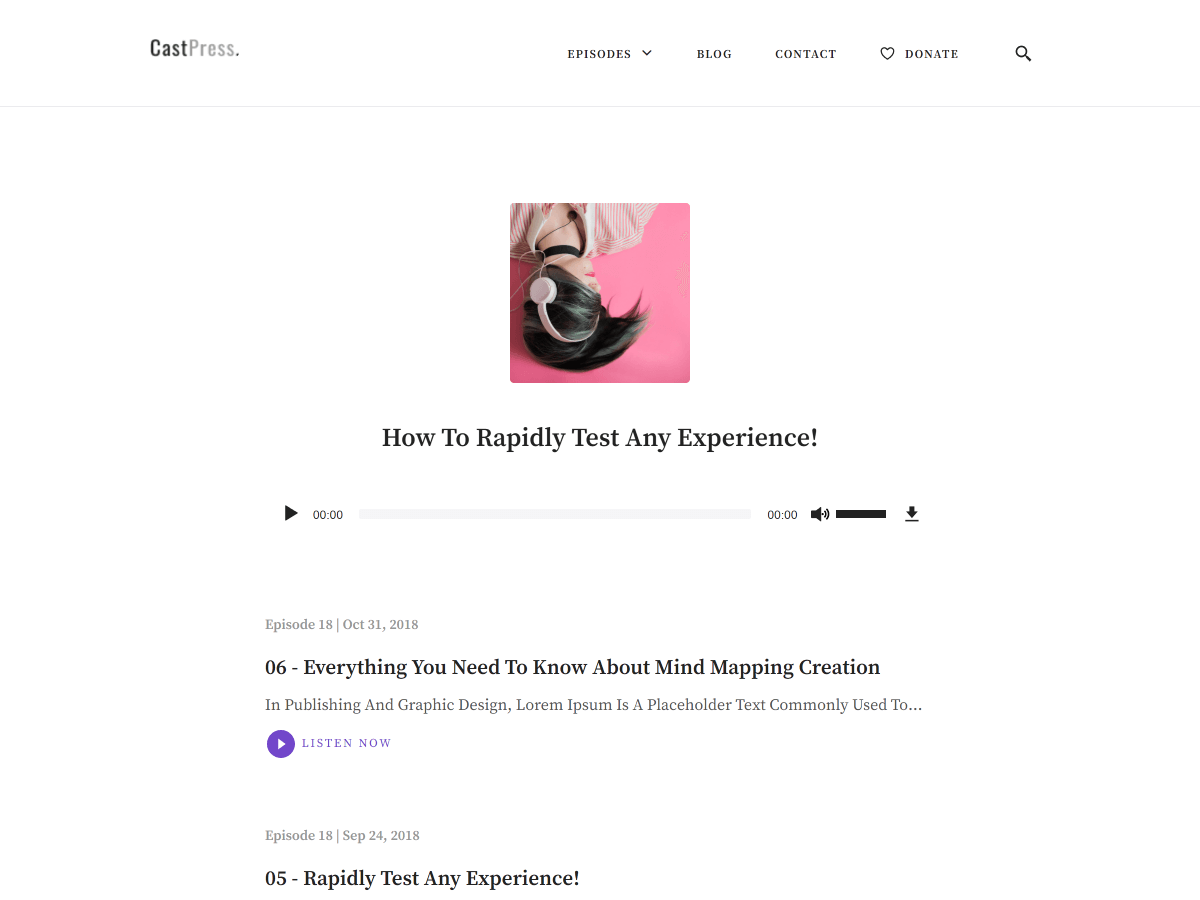 CastPress.
EPISODES
BLOG
CONTACT
DONATE
How To Rapidly Test Any Experience!
00:00
00:00
Episode 18 | Oct 31, 2018
06 - Everything You Need To Know About Mind Mapping Creation
In Publishing And Graphic Design, Lorem Ipsum Is A Placeholder Text Commonly Used To...
LISTEN NOW
Episode 18 | Sep 24, 2018
05 - Rapidly Test Any Experience!